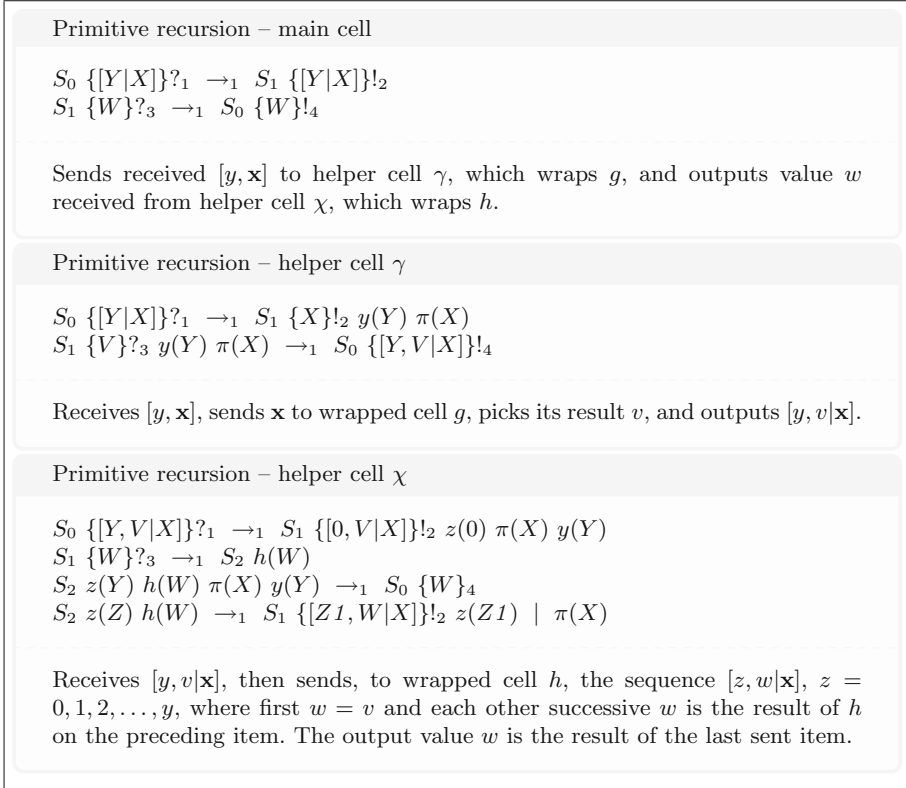 Primitive recursion – main cell
S₀ {[Y|X]}?₁ →₁ S₁ {[Y|X]}!₂
S₁ {W}?₃ →₁ S₀ {W}!₄
Sends received [y, x] to helper cell γ, which wraps g, and outputs value w
received from helper cell χ, which wraps h.
Primitive recursion – helper cell γ
S₀ {[Y|X]}?₁ →₁ S₁ {X}!₂ y(Y) π(X)
S₁ {V}?₃ y(Y) π(X) →₁ S₀ {[Y, V|X]}!₄
Receives [y, x], sends x to wrapped cell g, picks its result v, and outputs [y, v|x].
Primitive recursion – helper cell χ
S₀ {[Y, V|X]}?₁ →₁ S₁ {[0, V|X]}!₂ z(0) π(X) y(Y)
S₁ {W}?₃ →₁ S₂ h(W)
S₂ z(Y) h(W) π(X) y(Y) →₁ S₀ {W}₄
S₂ z(Z) h(W) →₁ S₁ {[Z1, W|X]}!₂ z(Z1) | π(X)
Receives [y, v|x], then sends, to wrapped cell h, the sequence [z, w|x], z =
0, 1, 2, . . . , y, where first w = v and each other successive w is the result of h
on the preceding item. The output value w is the result of the last sent item.